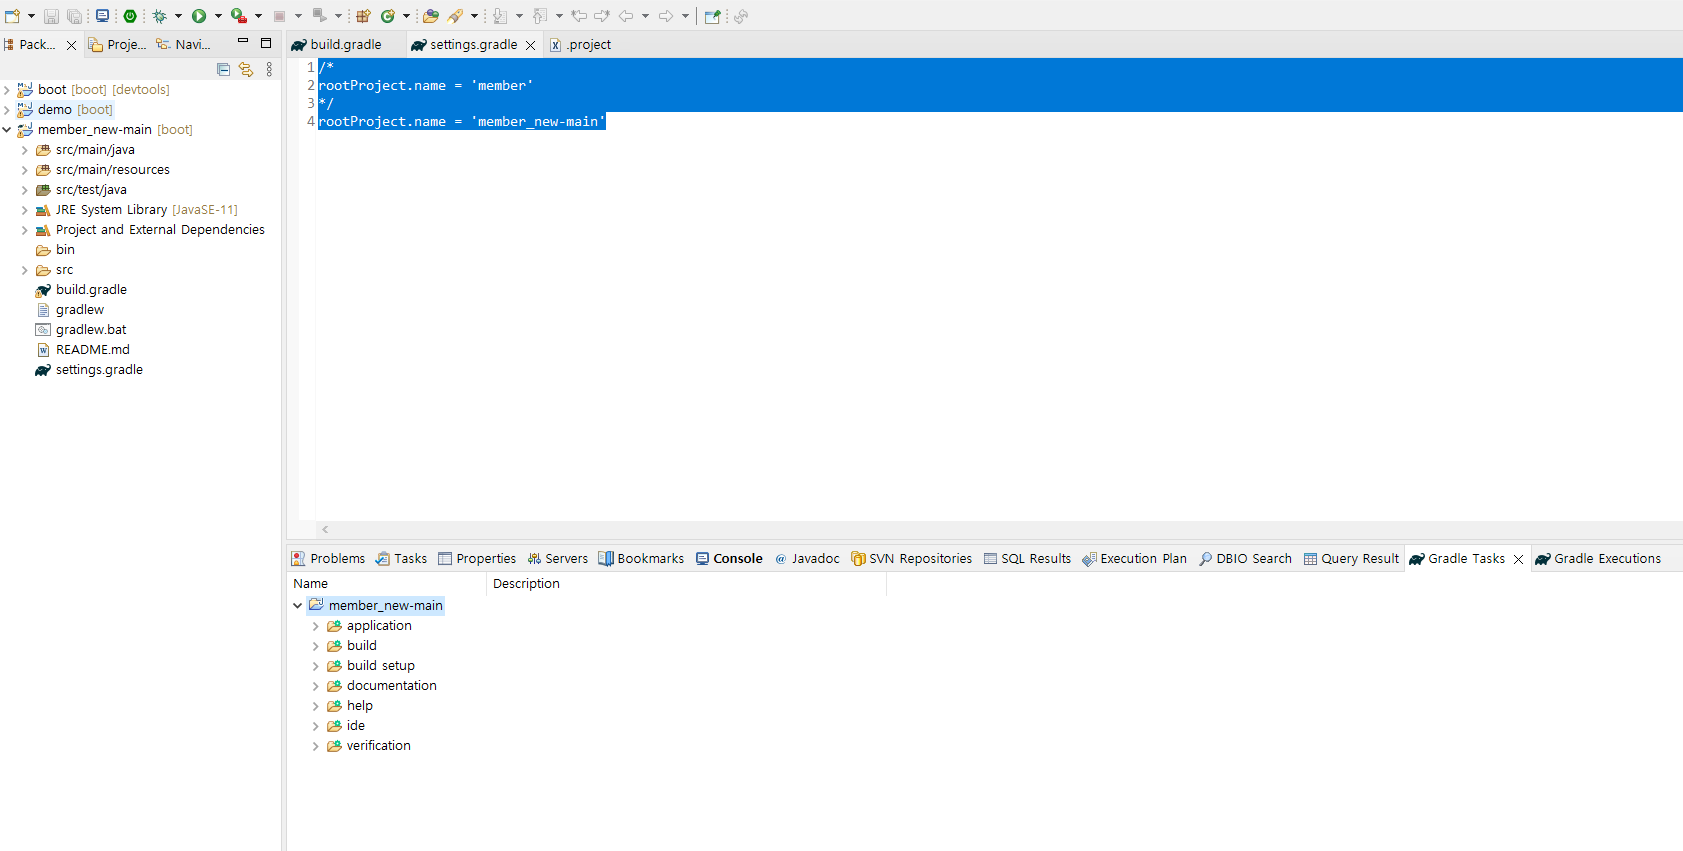 Pack...
Proje...
Navi...
boot [boot] [devtools]
demo [boot]
member_new-main [boot]
src/main/java
src/main/resources
src/test/java
JRE System Library [JavaSE-11]
Project and External Dependencies
bin
src
build.gradle
gradlew
gradlew.bat
README.md
settings.gradle
build.gradle
settings.gradle
.project
1 /*
2 rootProject.name = 'member'
3 */
4 rootProject.name = 'member_new-main'
Problems
Tasks
Properties
Servers
Bookmarks
Console
@ Javadoc
SVN Repositories
SQL Results
Execution Plan
DBIO Search
Query Result
Gradle Tasks
Gradle Executions
Name
Description
member_new-main
application
build
build setup
documentation
help
ide
verification